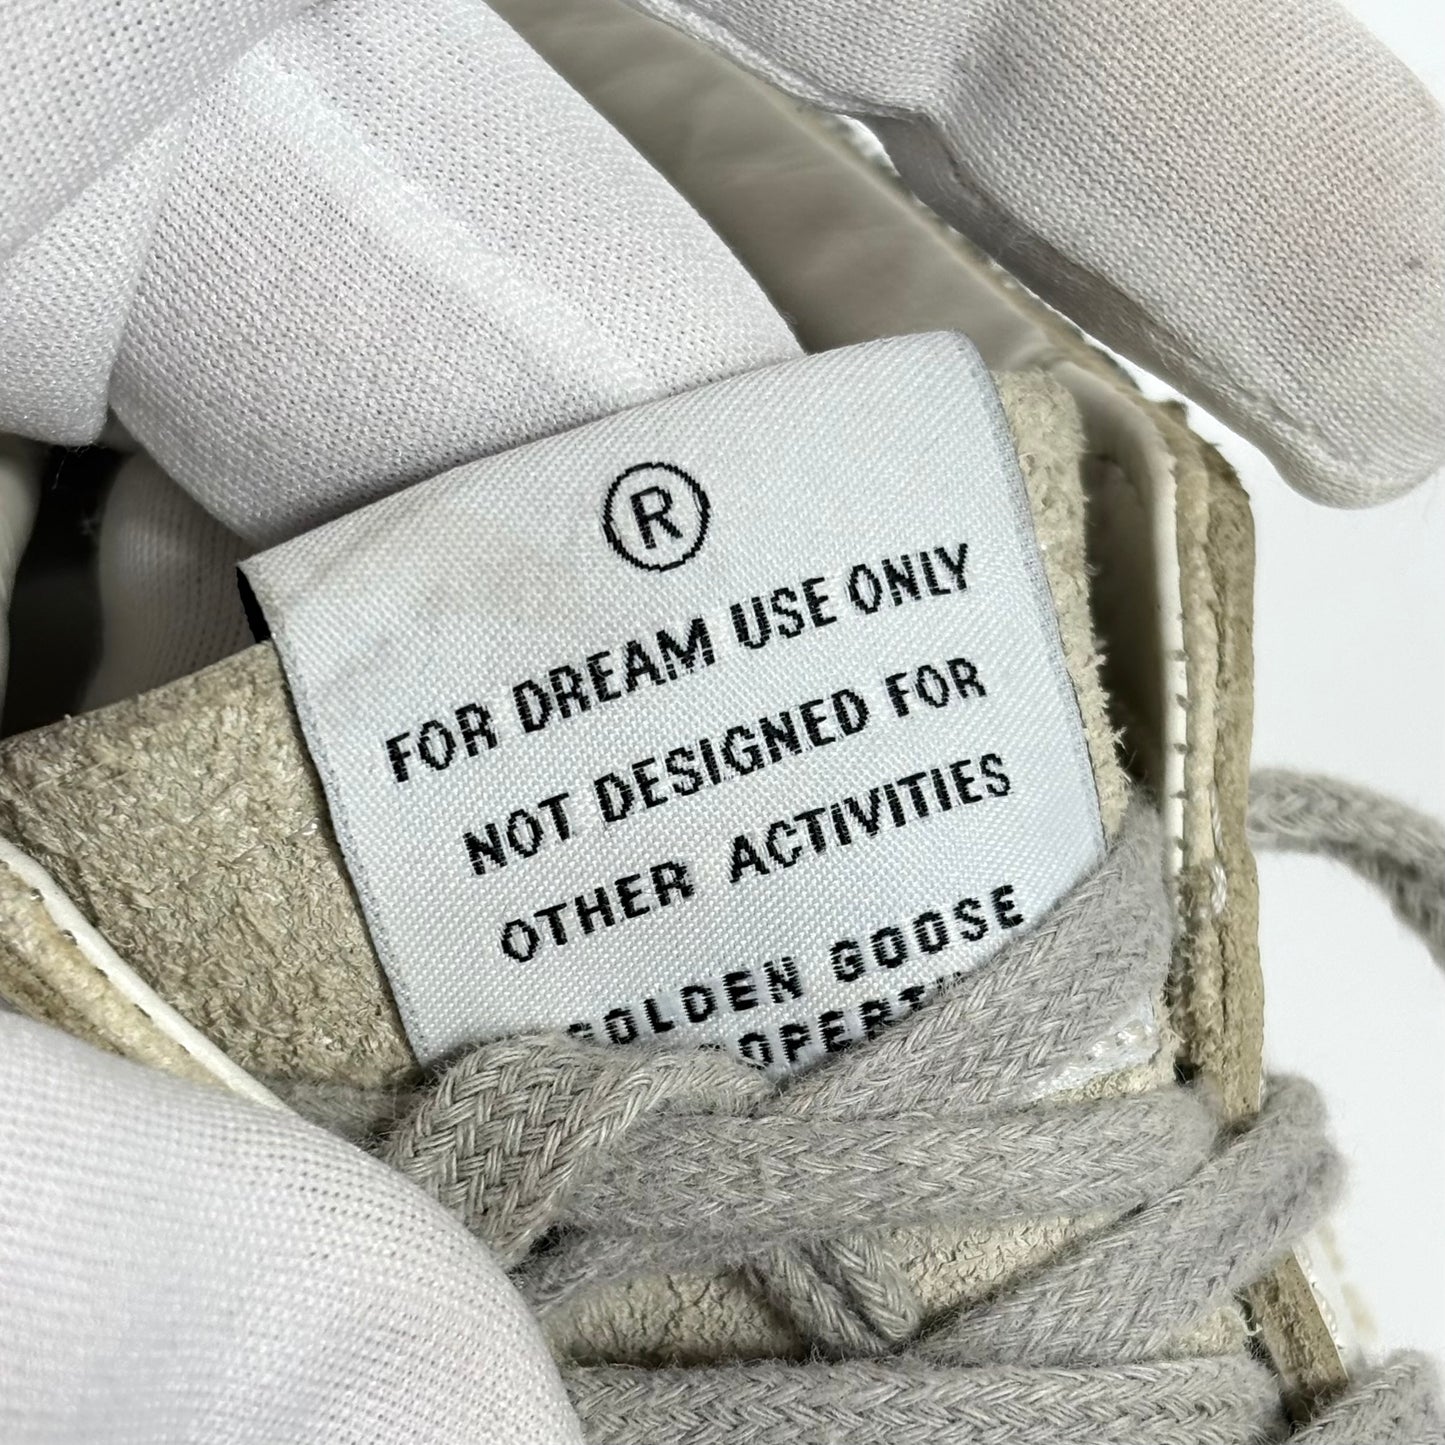 ®
FOR DREAM USE ONLY
NOT DESIGNED FOR
OTHER ACTIVITIES
GOLDEN GOOSE